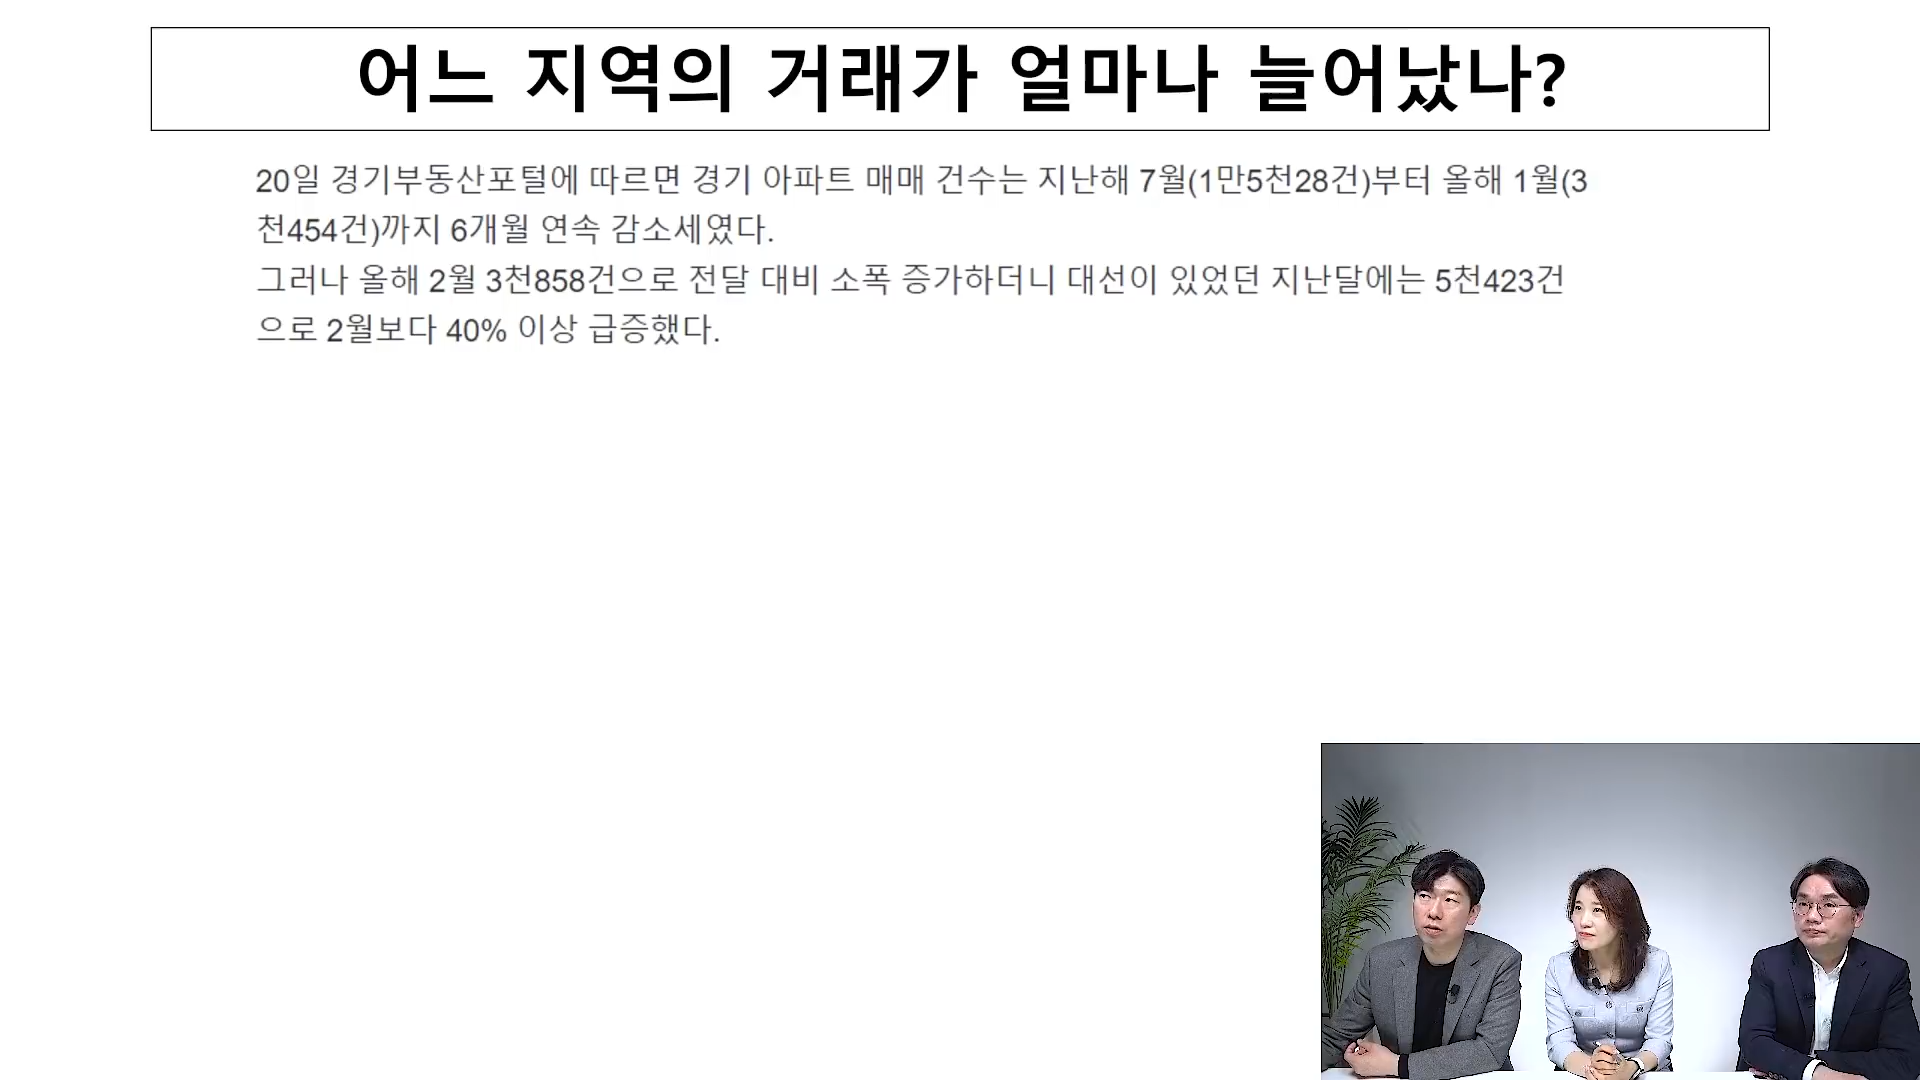 어느 지역의 거래가 얼마나 늘어났나?
20일 경기부동산포털에 따르면 경기 아파트 매매 건수는 지난해 7월(1만5천28건)부터 올해 1월(3
천454건)까지 6개월 연속 감소세였다.
그러나 올해 2월 3천858건으로 전달 대비 소폭 증가하더니 대선이 있었던 지난달에는 5천423건
으로 2월보다 40% 이상 급증했다.